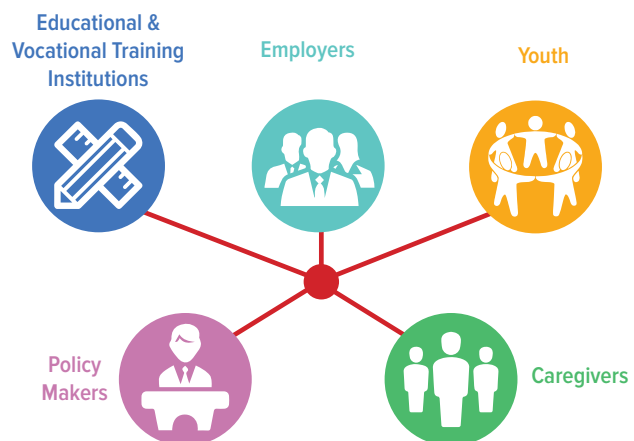 Educational &
Vocational Training
Institutions
Employers
Youth
Policy
Makers
Caregivers